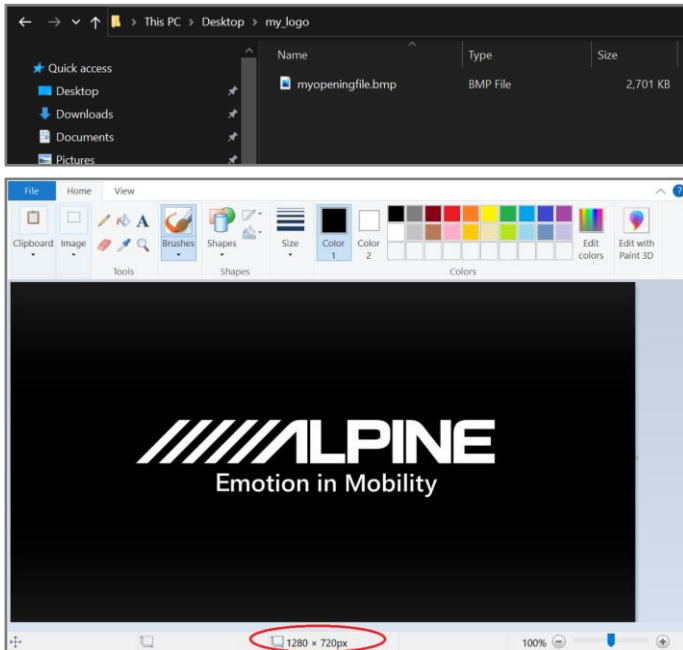 This PC > Desktop > my_logo
Name Type Size
Quick access
myopeningfile.bmp BMP File 2,701 KB
Desktop
Downloads
Documents
Pictures
File Home View
A
Clipboard Image Brushes Shapes Size Color 1 Color 2 Edit colors Edit with Paint 3D
Tools Shapes Colors
ALPINE
Emotion in Mobility
1280 × 720px 100%